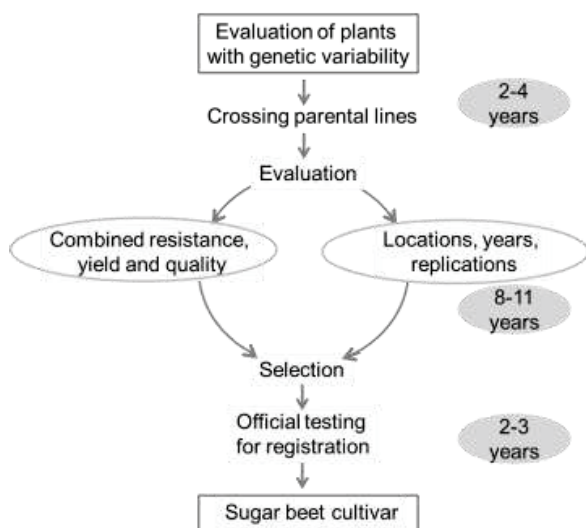 Evaluation of plants
with genetic variability
2-4
years
Crossing parental lines
Evaluation
Combined resistance,
yield and quality
Locations, years,
replications
8-11
years
Selection
Official testing
for registration
2-3
years
Sugar beet cultivar